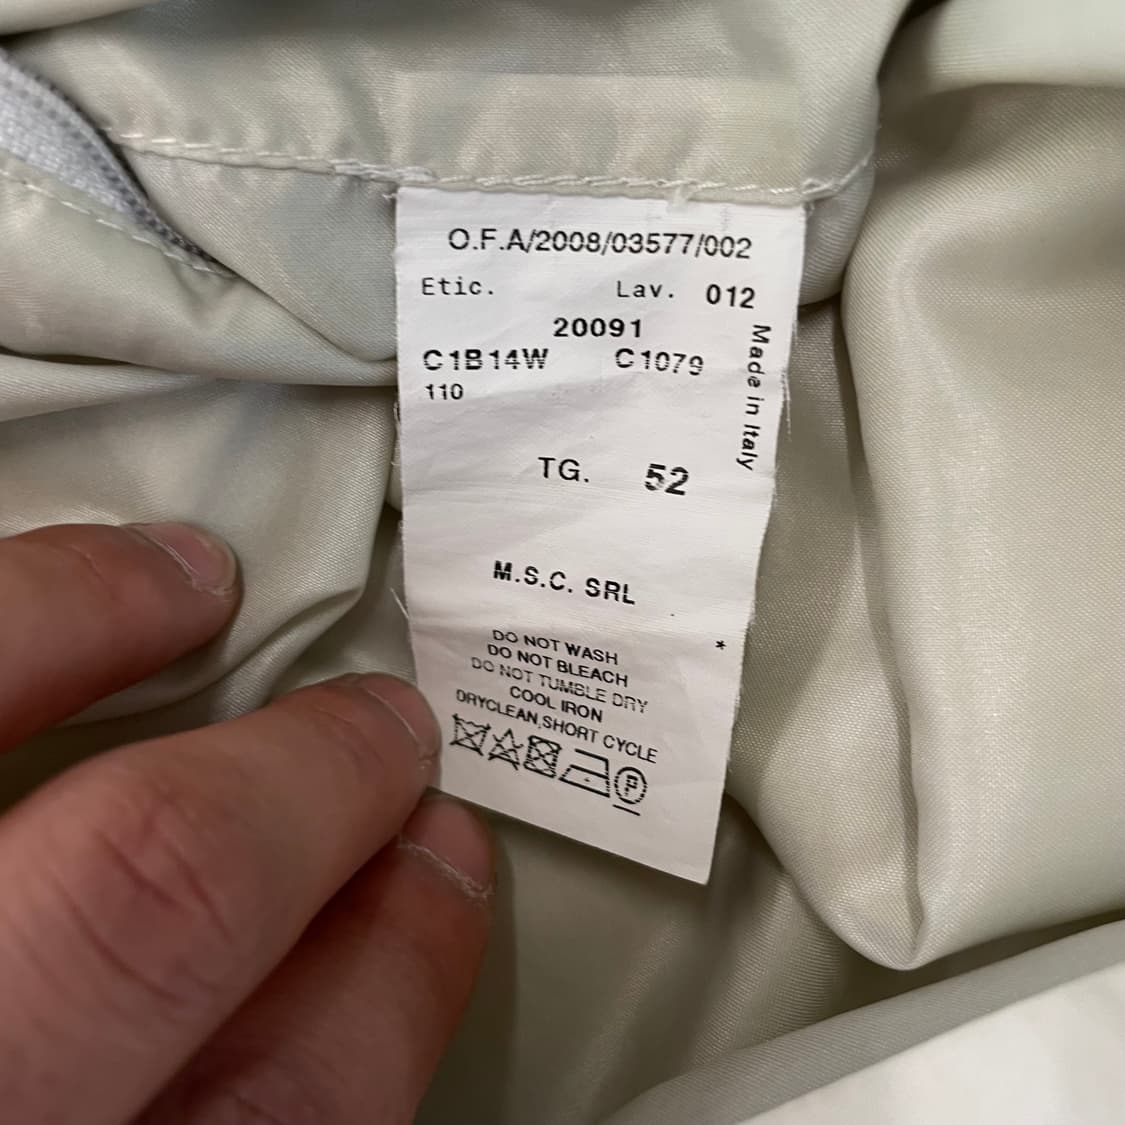 O.F.A/2008/03577/002
Etic. Lav. 012
20091
C1B14W C1079
110
Made in Italy
TG. 52
M.S.C. SRL
*
DO NOT WASH
DO NOT BLEACH
DO NOT TUMBLE DRY
COOL IRON
DRYCLEAN,SHORT CYCLE
P